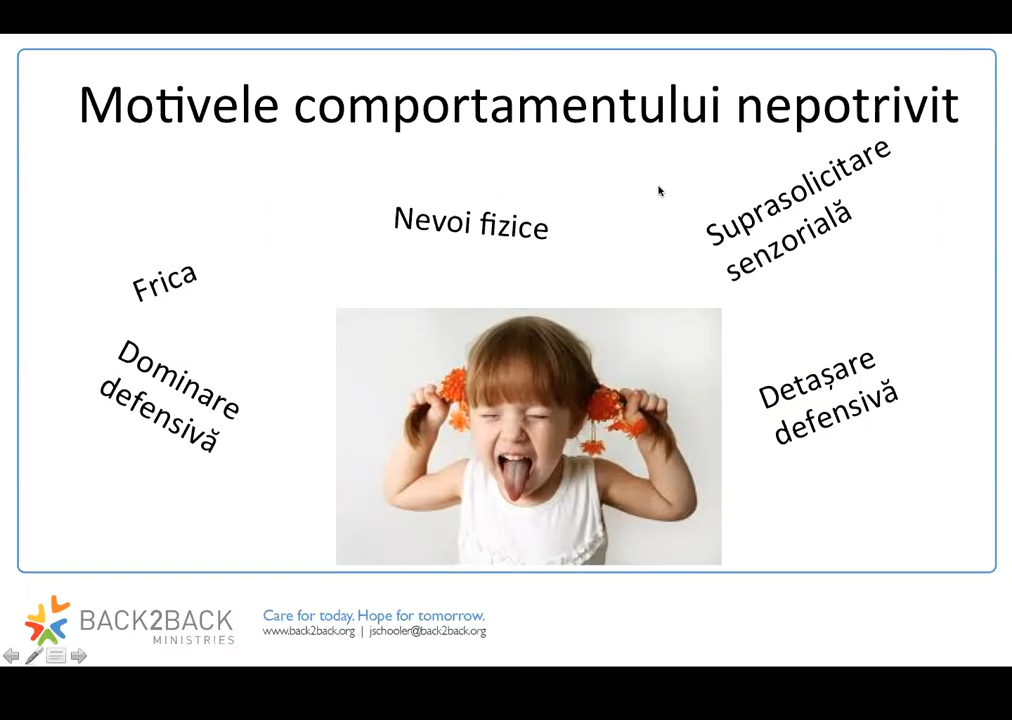 Motivele comportamentului nepotrivit
Nevoi fizice
Suprasolicitare
senzorială
Frica
Dominare
defensivă
Detașare
defensivă
BACK2BACK
MINISTRIES
Care for today. Hope for tomorrow.
www.back2back.org | jschooler@back2back.org